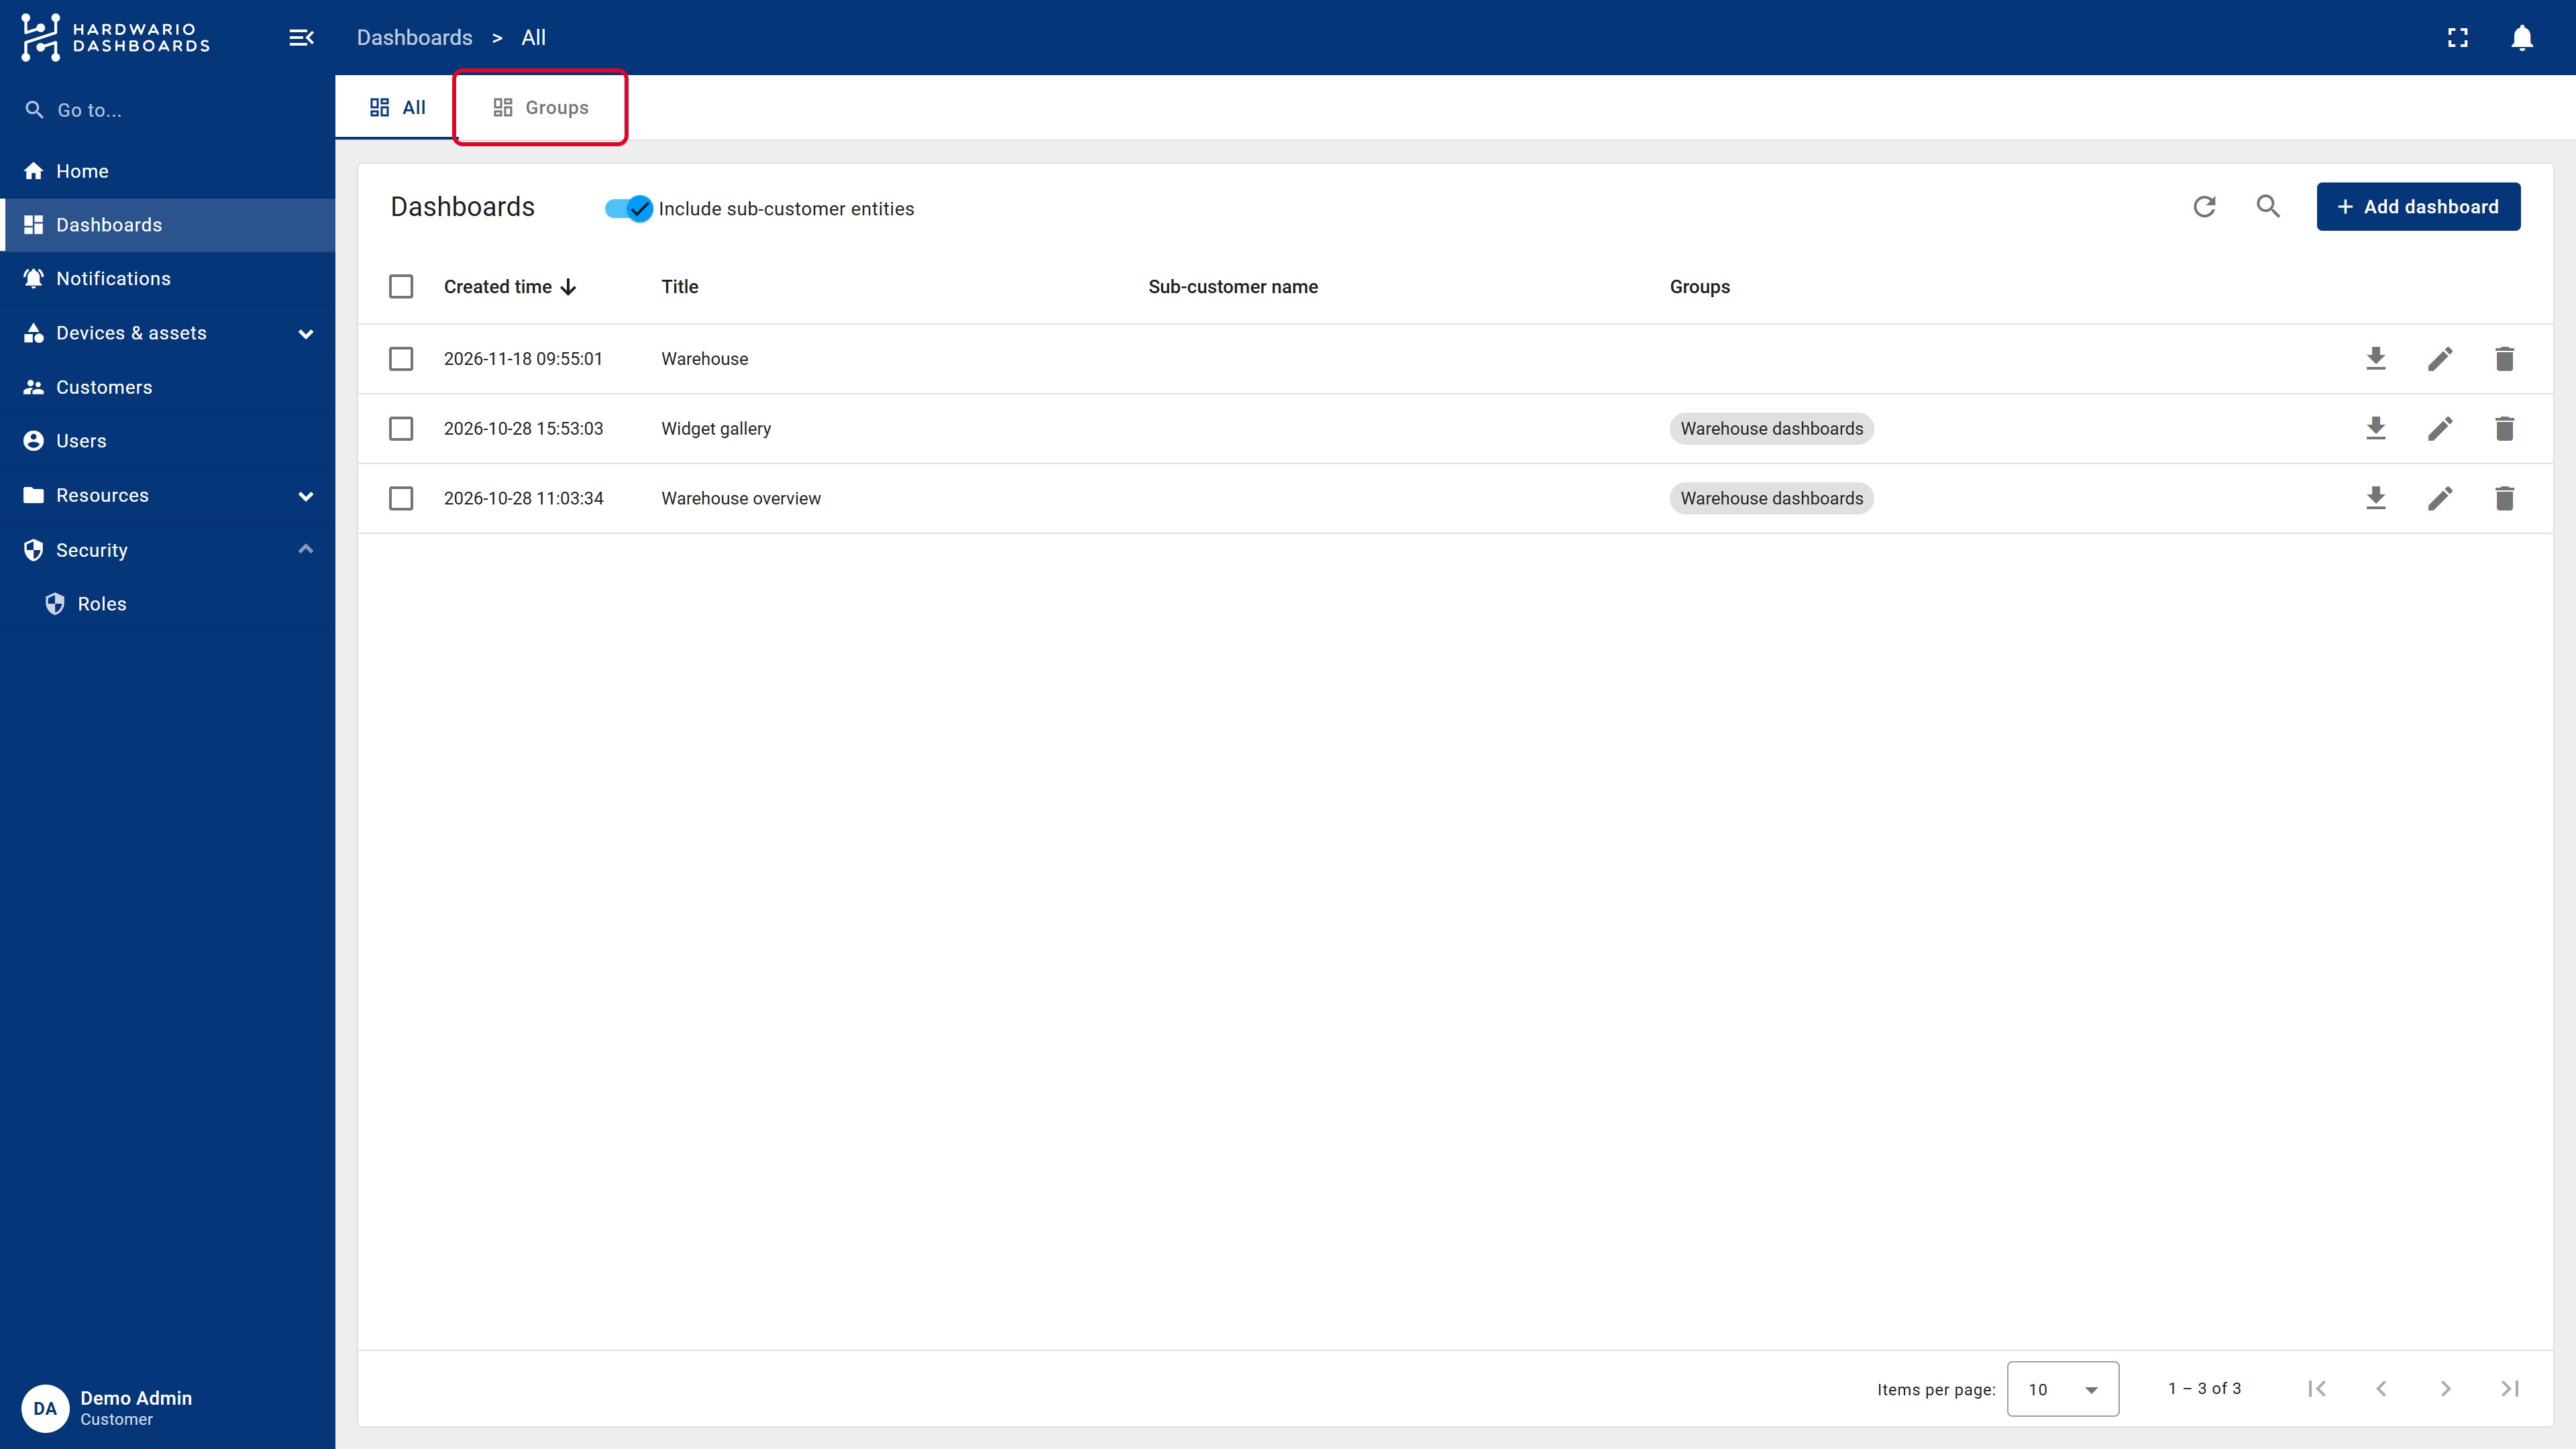 HARDWARIO
DASHBOARDS
Dashboards > All
Go to...
Home
Dashboards
Notifications
Devices & assets
Customers
Users
Resources
Security
Roles
DA
Demo Admin
Customer
All
Groups
Dashboards
Include sub-customer entities
+ Add dashboard
Created time Title Sub-customer name Groups
2026-11-18 09:55:01 Warehouse
2026-10-28 15:53:03 Widget gallery Warehouse dashboards
2026-10-28 11:03:34 Warehouse overview Warehouse dashboards
Items per page: 10 1 – 3 of 3